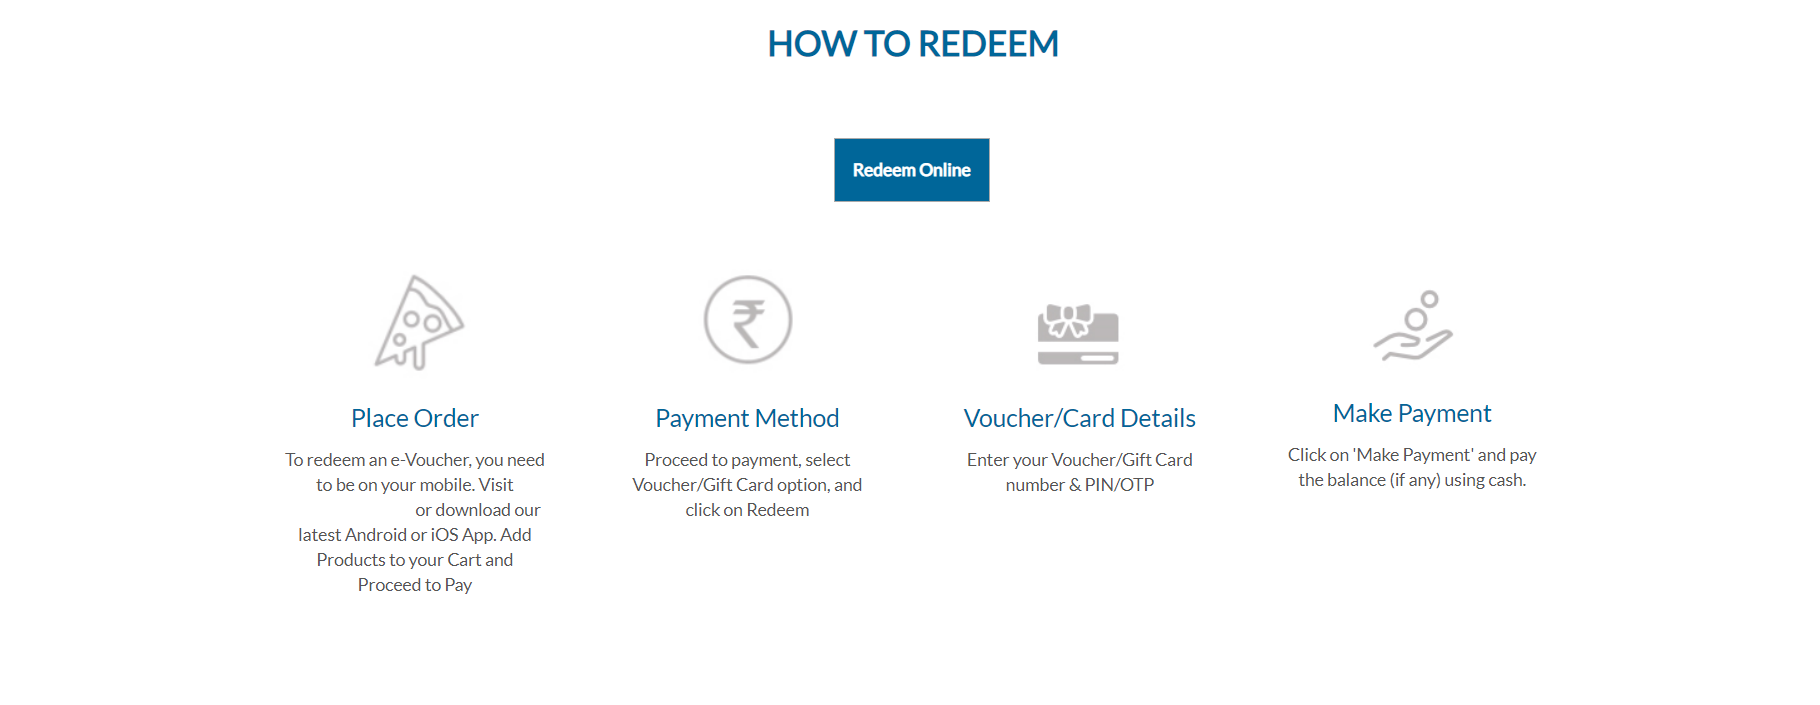 HOW TO REDEEM
Redeem Online
Place Order
To redeem an e-Voucher, you need
to be on your mobile. Visit
or download our
latest Android or iOS App. Add
Products to your Cart and
Proceed to Pay
Payment Method
Proceed to payment, select
Voucher/Gift Card option, and
click on Redeem
Voucher/Card Details
Enter your Voucher/Gift Card
number & PIN/OTP
Make Payment
Click on 'Make Payment' and pay
the balance (if any) using cash.